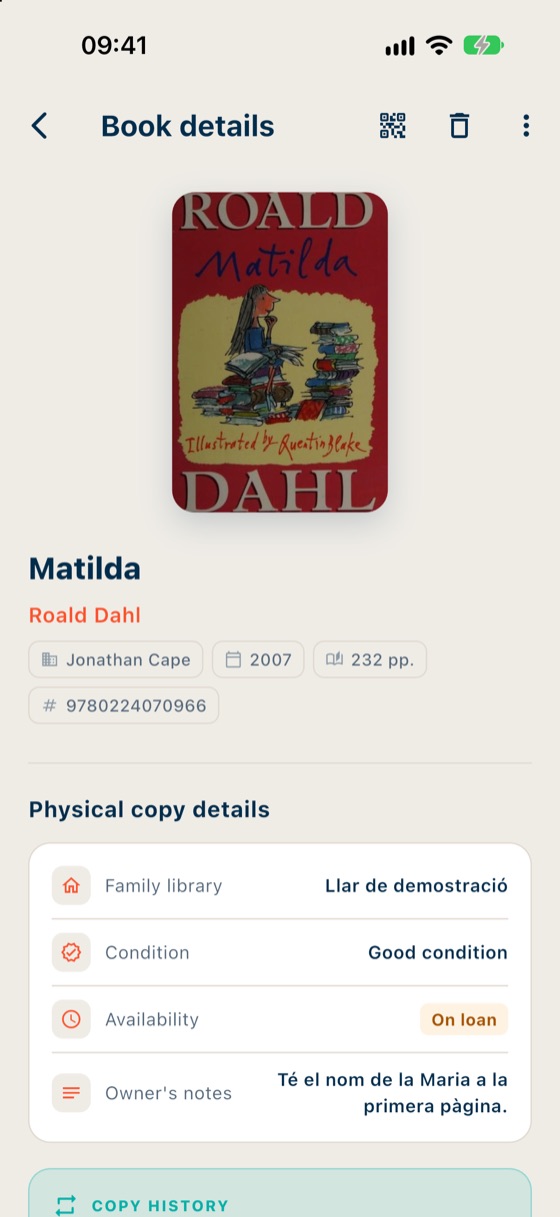 09:41
Book details
ROALD
Matilda
Illustrated by Quentin Blake
DAHL
Matilda
Roald Dahl
Jonathan Cape
2007
232 pp.
# 9780224070966
Physical copy details
Family library
Llar de demostració
Condition
Good condition
Availability
On loan
Owner's notes
Té el nom de la Maria a la
primera pàgina.
COPY HISTORY